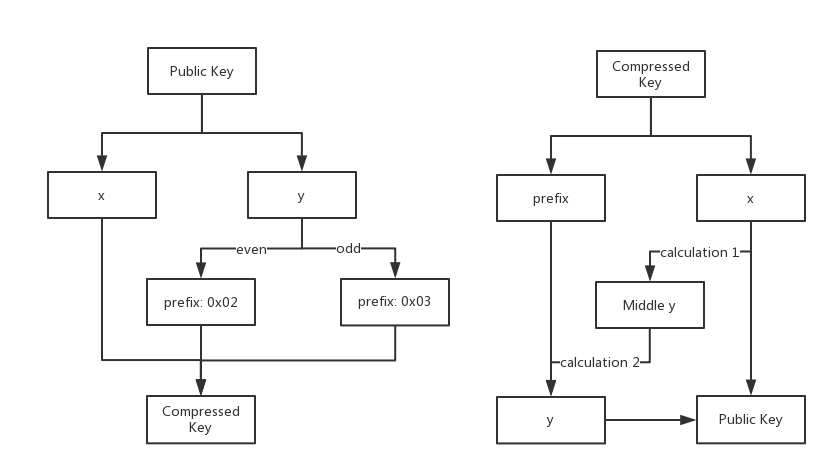 Public Key
x
y
even
odd
prefix: 0x02
prefix: 0x03
Compressed
Key
Compressed
Key
prefix
x
calculation 1
Middle y
calculation 2
y
Public Key